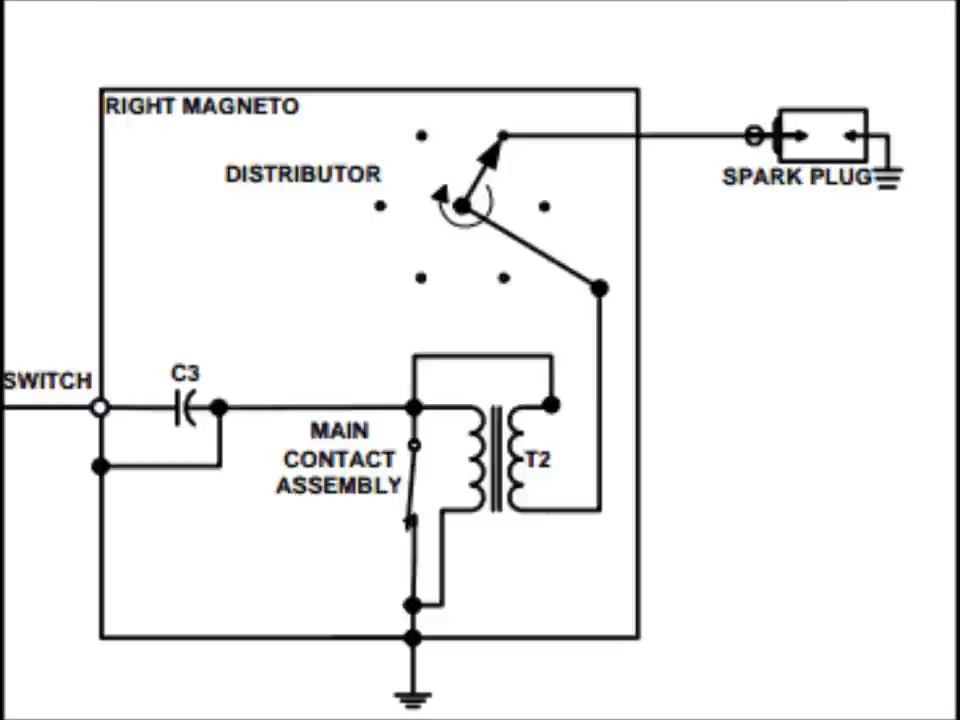 RIGHT MAGNETO
DISTRIBUTOR
SPARK PLUG
SWITCH
C3
MAIN
CONTACT
ASSEMBLY
T2